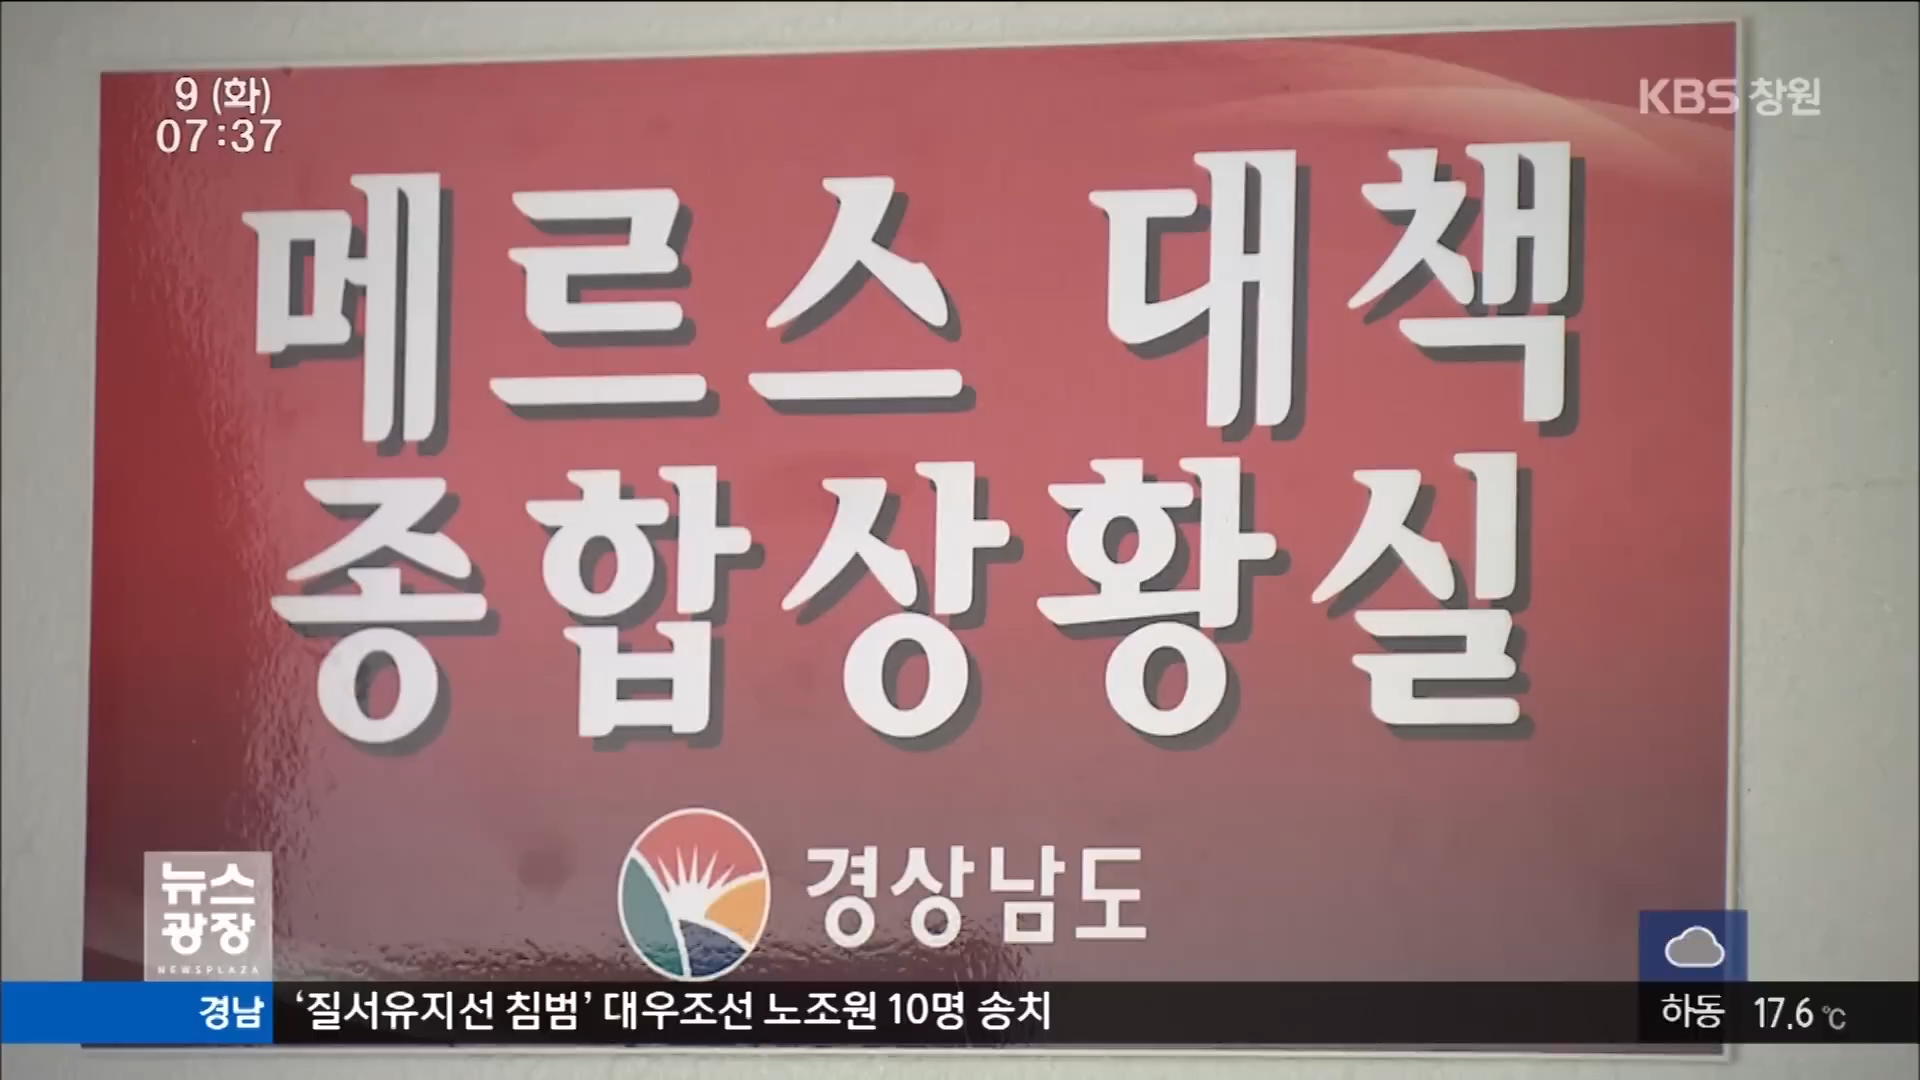 9 (화)
07:37
KBS 창원
메르스 대책
종합상황실
경상남도
뉴스
광장
NEWSPLAZA
경남 ‘질서유지선 침범’ 대우조선 노조원 10명 송치
하동 17.6 ℃